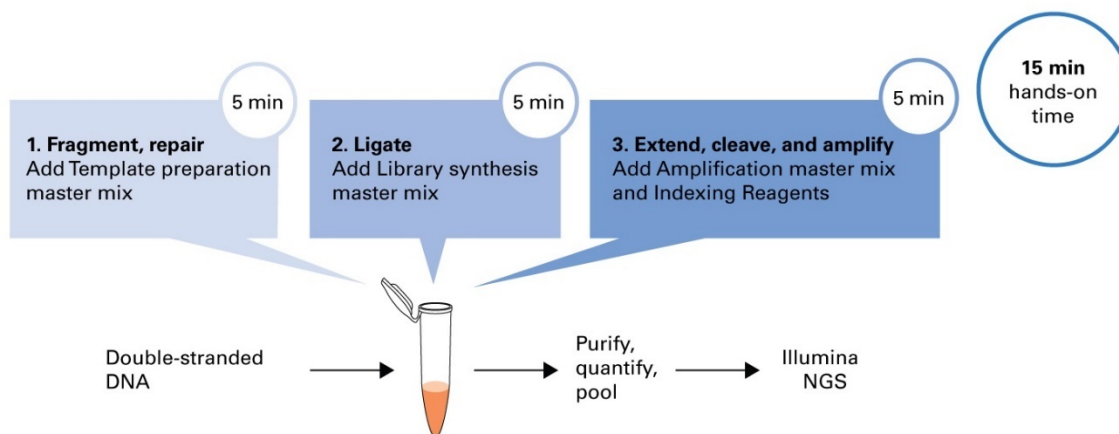 15 min
hands-on
time
5 min
1. Fragment, repair
Add Template preparation
master mix
5 min
2. Ligate
Add Library synthesis
master mix
5 min
3. Extend, cleave, and amplify
Add Amplification master mix
and Indexing Reagents
Double-stranded
DNA
Purify,
quantify,
pool
Illumina
NGS